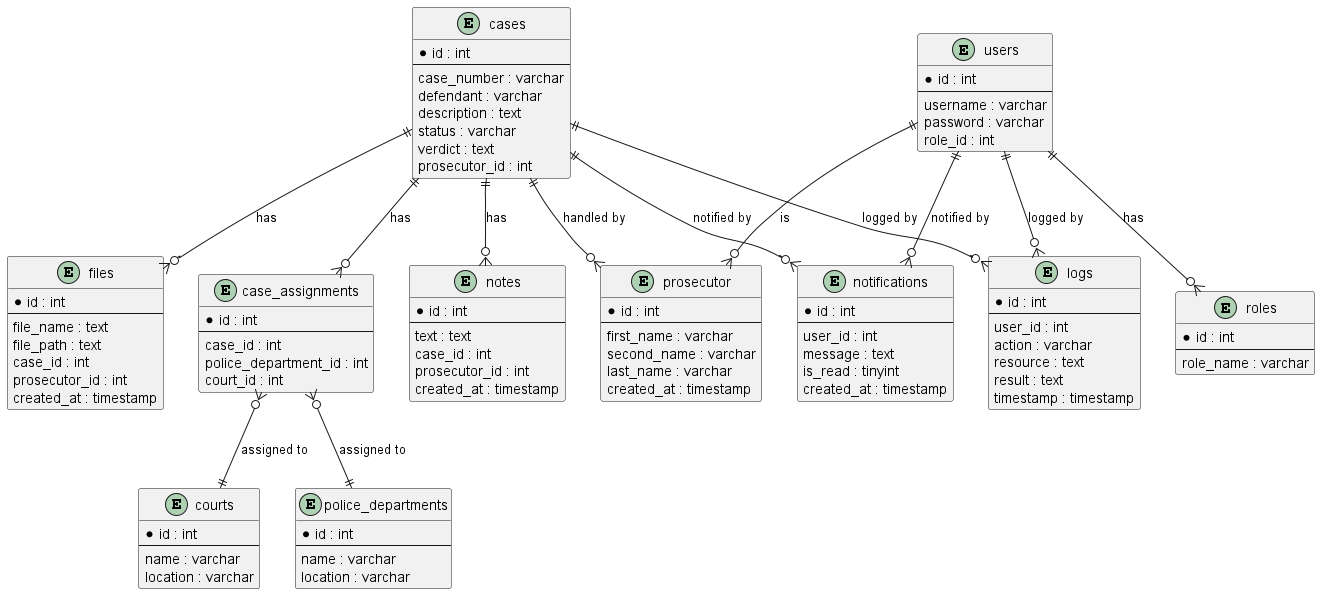 E cases
* id : int
case_number : varchar
defendant : varchar
description : text
status : varchar
verdict : text
prosecutor_id : int
E users
* id : int
username : varchar
password : varchar
role_id : int
has
has
has
handled by
notified by
is
logged by
notified by
logged by
has
E files
* id : int
file_name : text
file_path : text
case_id : int
prosecutor_id : int
created_at : timestamp
E case_assignments
* id : int
case_id : int
police_department_id : int
court_id : int
E notes
* id : int
text : text
case_id : int
prosecutor_id : int
created_at : timestamp
E prosecutor
* id : int
first_name : varchar
second_name : varchar
last_name : varchar
created_at : timestamp
E notifications
* id : int
user_id : int
message : text
is_read : tinyint
created_at : timestamp
E logs
* id : int
user_id : int
action : varchar
resource : text
result : text
timestamp : timestamp
E roles
* id : int
role_name : varchar
assigned to
assigned to
E courts
* id : int
name : varchar
location : varchar
E police_departments
* id : int
name : varchar
location : varchar